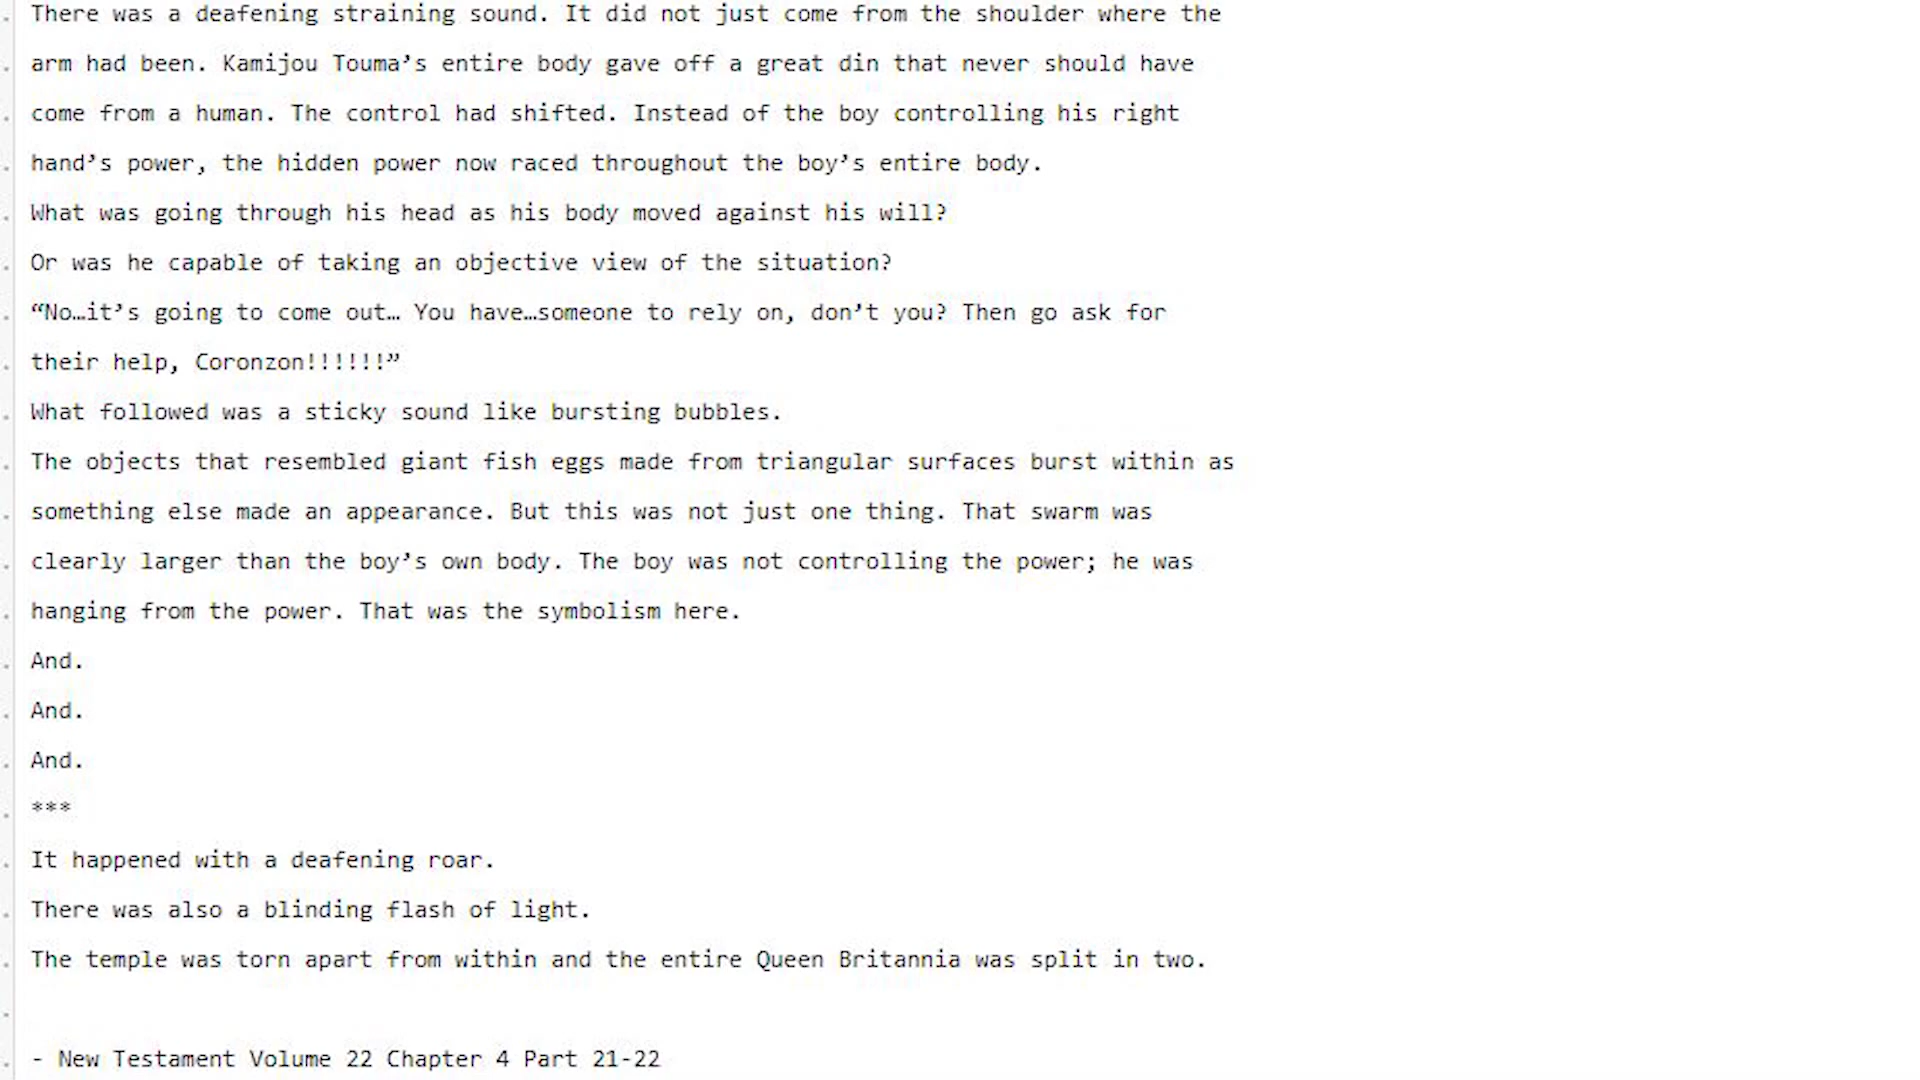 There was a deafening straining sound. It did not just come from the shoulder where the
arm had been. Kamijou Touma’s entire body gave off a great din that never should have
come from a human. The control had shifted. Instead of the boy controlling his right
hand’s power, the hidden power now raced throughout the boy’s entire body.
What was going through his head as his body moved against his will?
Or was he capable of taking an objective view of the situation?
“No…it’s going to come out… You have…someone to rely on, don’t you? Then go ask for
their help, Coronzon!!!!!!”
What followed was a sticky sound like bursting bubbles.
The objects that resembled giant fish eggs made from triangular surfaces burst within as
something else made an appearance. But this was not just one thing. That swarm was
clearly larger than the boy’s own body. The boy was not controlling the power; he was
hanging from the power. That was the symbolism here.
And.
And.
And.
***
It happened with a deafening roar.
There was also a blinding flash of light.
The temple was torn apart from within and the entire Queen Britannia was split in two.
- New Testament Volume 22 Chapter 4 Part 21-22